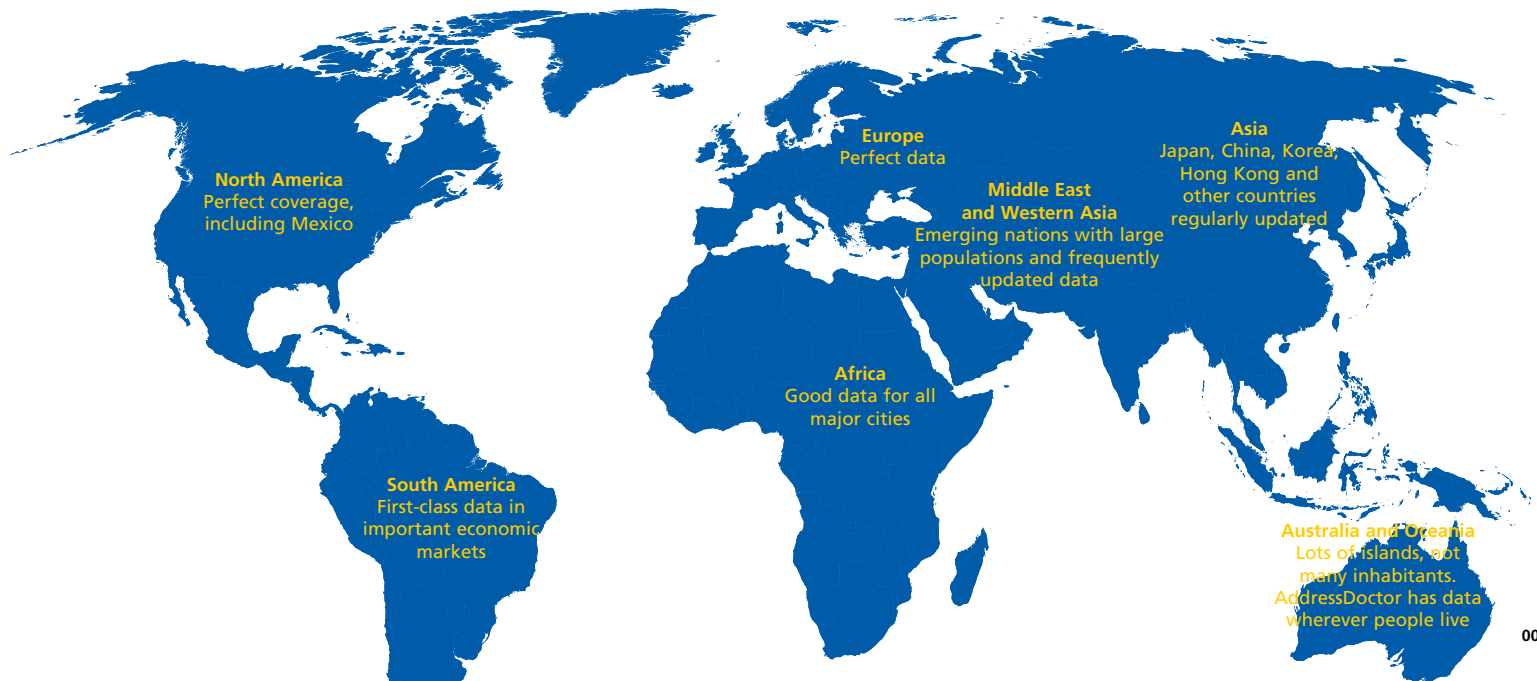 North America
Perfect coverage,
including Mexico
Europe
Perfect data
Asia
Japan, China, Korea,
Hong Kong and
other countries
regularly updated
Middle East
and Western Asia
Emerging nations with large
populations and frequently
updated data
Africa
Good data for all
major cities
South America
First-class data in
important economic
markets
Australia and Oceania
Lots of islands, not
many inhabitants.
AddressDoctor has data
wherever people live
00